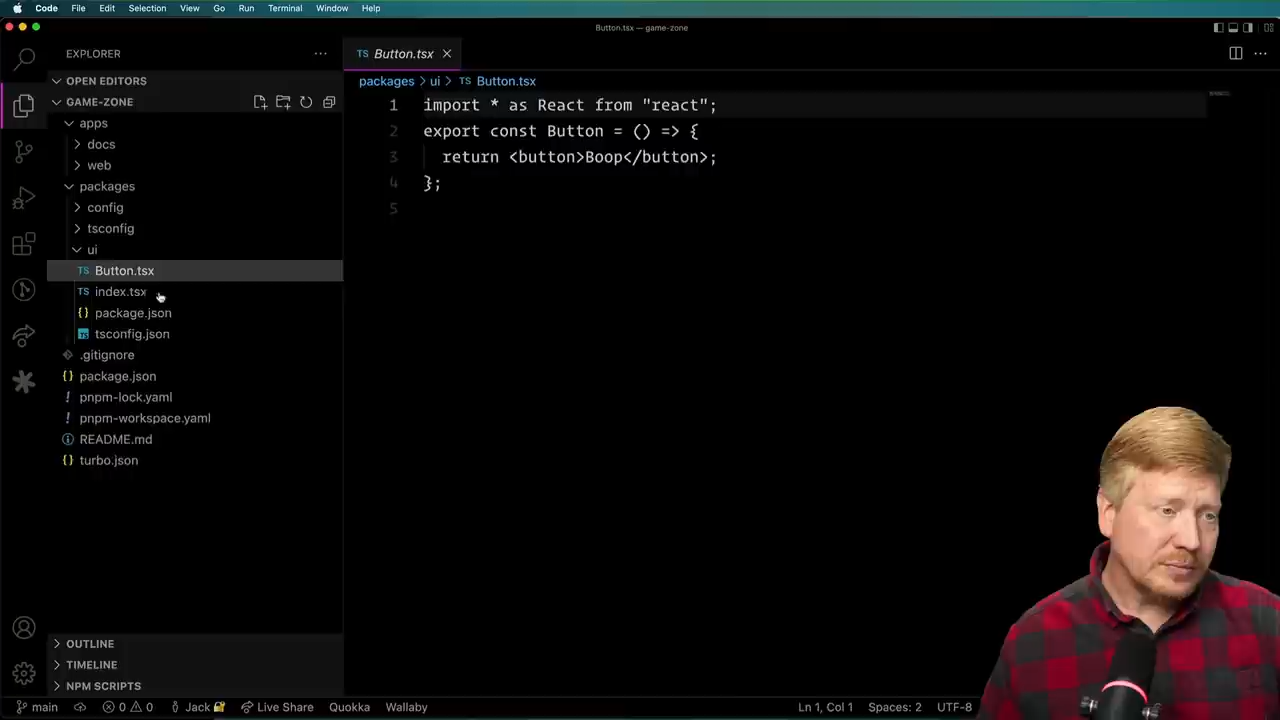 Code File Edit Selection View Go Run Terminal Window Help
Button.tsx — game-zone
EXPLORER
TS Button.tsx
OPEN EDITORS
packages > ui > TS Button.tsx
GAME-ZONE
1 import * as React from "react";
apps
2 export const Button = () => {
docs
3 return <button>Boop</button>;
web
4 };
packages
5
config
tsconfig
ui
TS Button.tsx
TS index.tsx
{} package.json
TS tsconfig.json
.gitignore
{} package.json
! pnpm-lock.yaml
! pnpm-workspace.yaml
README.md
{} turbo.json
OUTLINE
TIMELINE
NPM SCRIPTS
main 0 0 Jack Live Share Quokka Wallaby Ln 1, Col 1 Spaces: 2 UTF-8